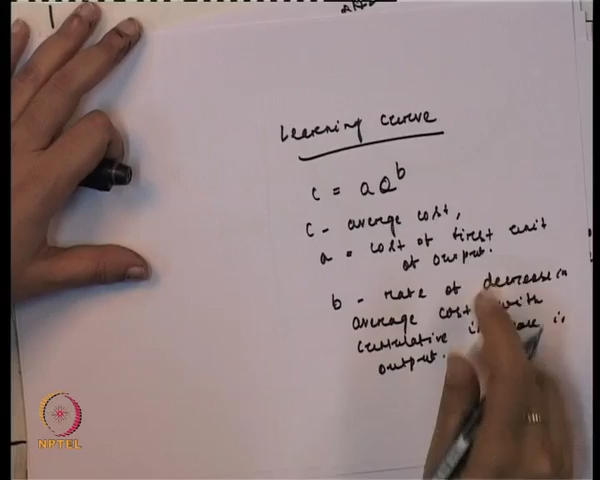 Learning curve
C = aQ^b
C - average cost,
a = cost of first unit
of output.
b - rate of decrease in
average cost with
cumulative in
output.
NPTEL